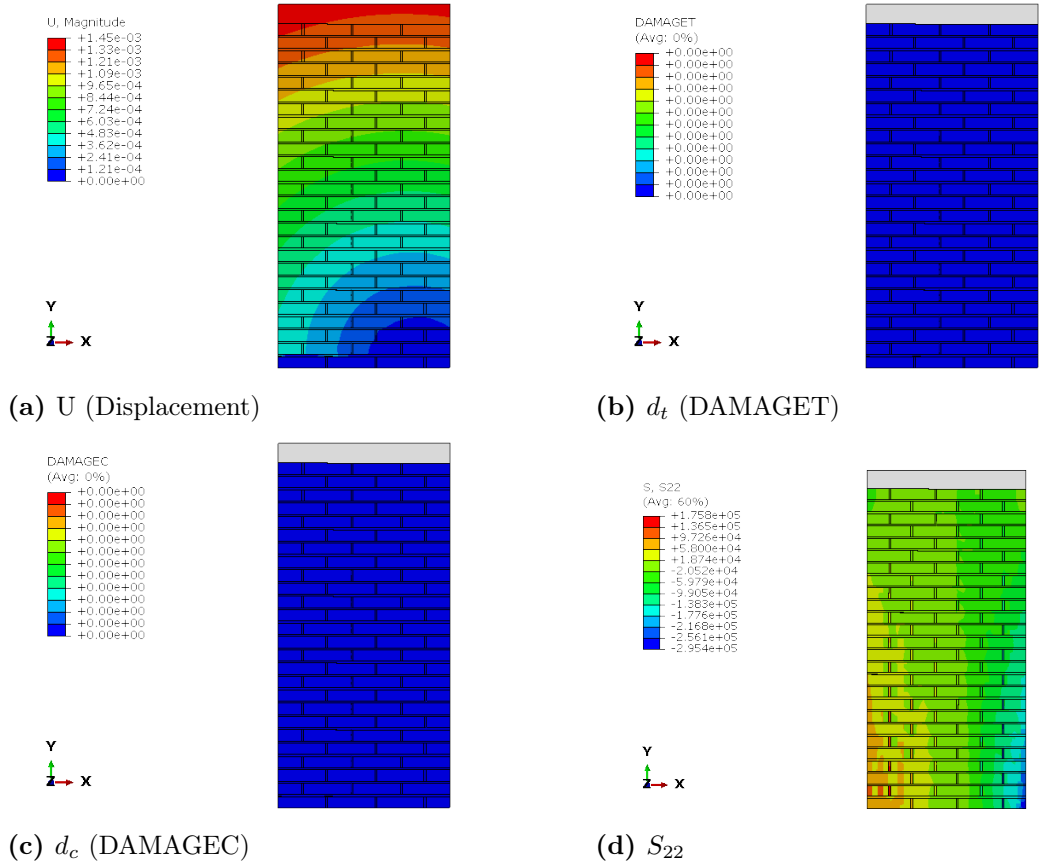 U, Magnitude
+1.45e-03
+1.33e-03
+1.21e-03
+1.09e-03
+9.65e-04
+8.44e-04
+7.24e-04
+6.03e-04
+4.83e-04
+3.62e-04
+2.41e-04
+1.21e-04
+0.00e+00
Y
Z X
(a) U (Displacement)
DAMAGET
(Avg: 0%)
+0.00e+00
+0.00e+00
+0.00e+00
+0.00e+00
+0.00e+00
+0.00e+00
+0.00e+00
+0.00e+00
+0.00e+00
+0.00e+00
+0.00e+00
+0.00e+00
+0.00e+00
Y
Z X
(b) d_t (DAMAGET)
DAMAGEC
(Avg: 0%)
+0.00e+00
+0.00e+00
+0.00e+00
+0.00e+00
+0.00e+00
+0.00e+00
+0.00e+00
+0.00e+00
+0.00e+00
+0.00e+00
+0.00e+00
+0.00e+00
+0.00e+00
Y
Z X
(c) d_c (DAMAGEC)
S, S22
(Avg: 60%)
+1.758e+05
+1.365e+05
+9.726e+04
+5.800e+04
+1.874e+04
-2.052e+04
-5.979e+04
-9.905e+04
-1.383e+05
-1.776e+05
-2.168e+05
-2.561e+05
-2.954e+05
Y
Z X
(d) S_22